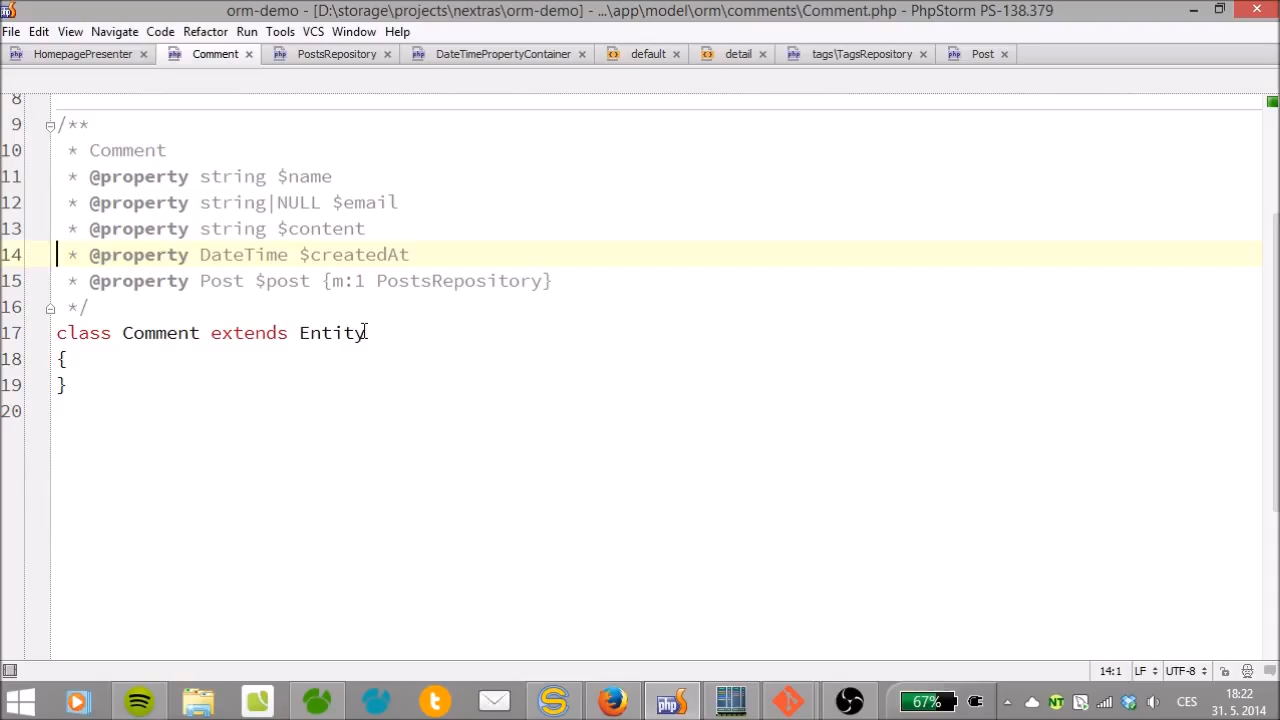 orm-demo - [D:\storage\projects\nextras\orm-demo] - ...\app\model\orm\comments\Comment.php - PhpStorm PS-138.379
File Edit View Navigate Code Refactor Run Tools VCS Window Help
HomepagePresenter Comment PostsRepository DateTimePropertyContainer default detail tags\TagsRepository Post
8
9 /**
10 * Comment
11 * @property string $name
12 * @property string|NULL $email
13 * @property string $content
14 * @property DateTime $createdAt
15 * @property Post $post {m:1 PostsRepository}
16 */
17 class Comment extends Entity
18 {
19 }
20
14:1 LF UTF-8
67% CES 18:22
31. 5. 2014